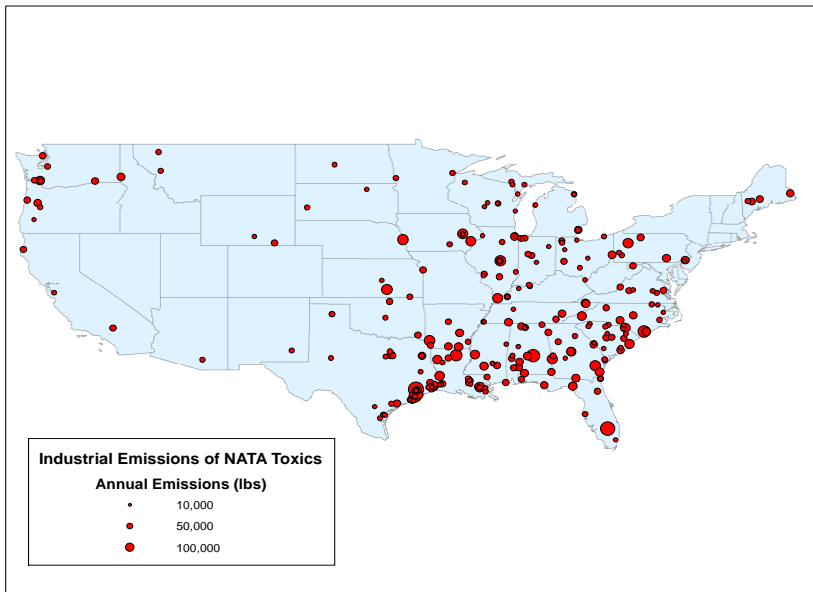 Industrial Emissions of NATA Toxics
Annual Emissions (lbs)
10,000
50,000
100,000